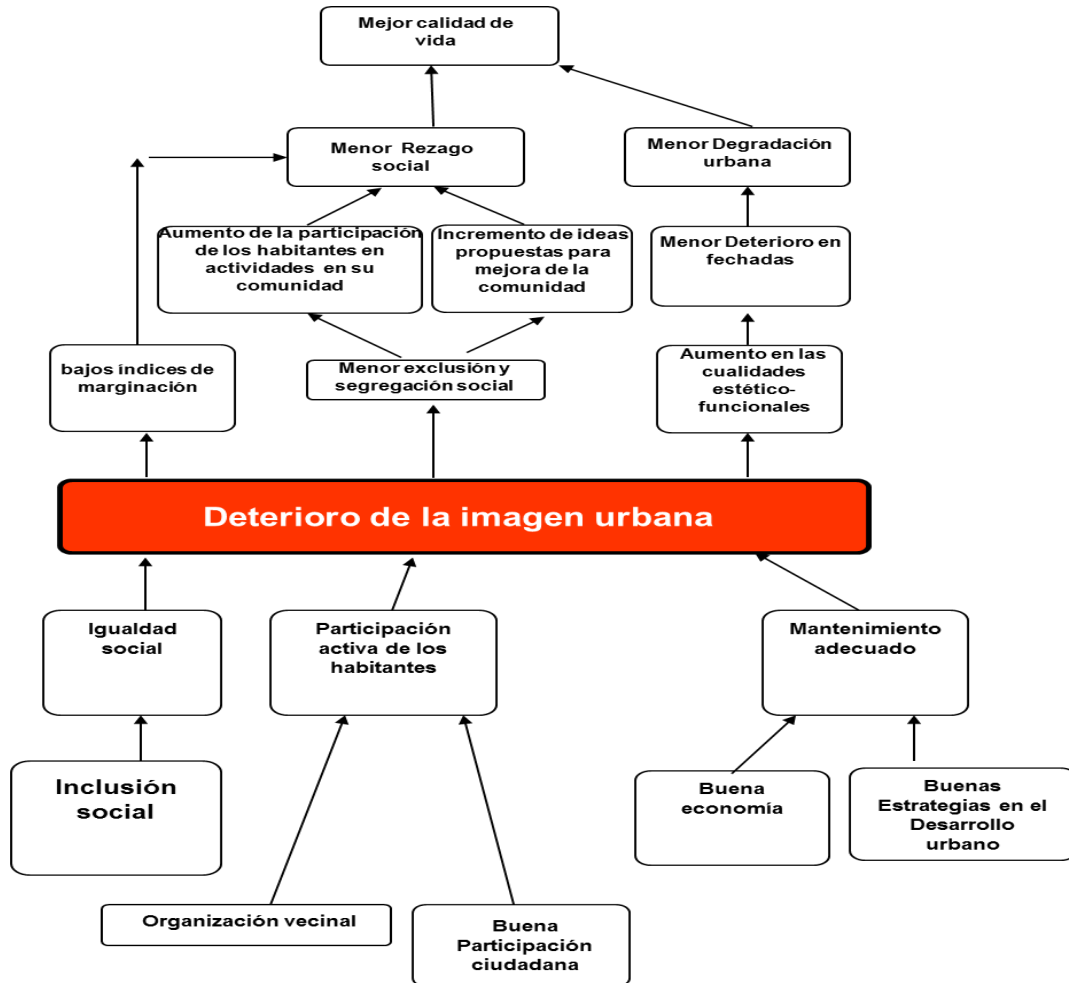 Mejor calidad de
vida
Menor Rezago
social
Menor Degradación
urbana
Aumento de la participación
de los habitantes en
actividades en su
comunidad
Incremento de ideas
propuestas para
mejora de la
comunidad
Menor Deterioro en
fechadas
bajos índices de
marginación
Menor exclusión y
segregación social
Aumento en las
cualidades
estético-
funcionales
Deterioro de la imagen urbana
Igualdad
social
Participación
activa de los
habitantes
Mantenimiento
adecuado
Inclusión
social
Buena
economía
Buenas
Estrategias en el
Desarrollo
urbano
Organización vecinal
Buena
Participación
ciudadana